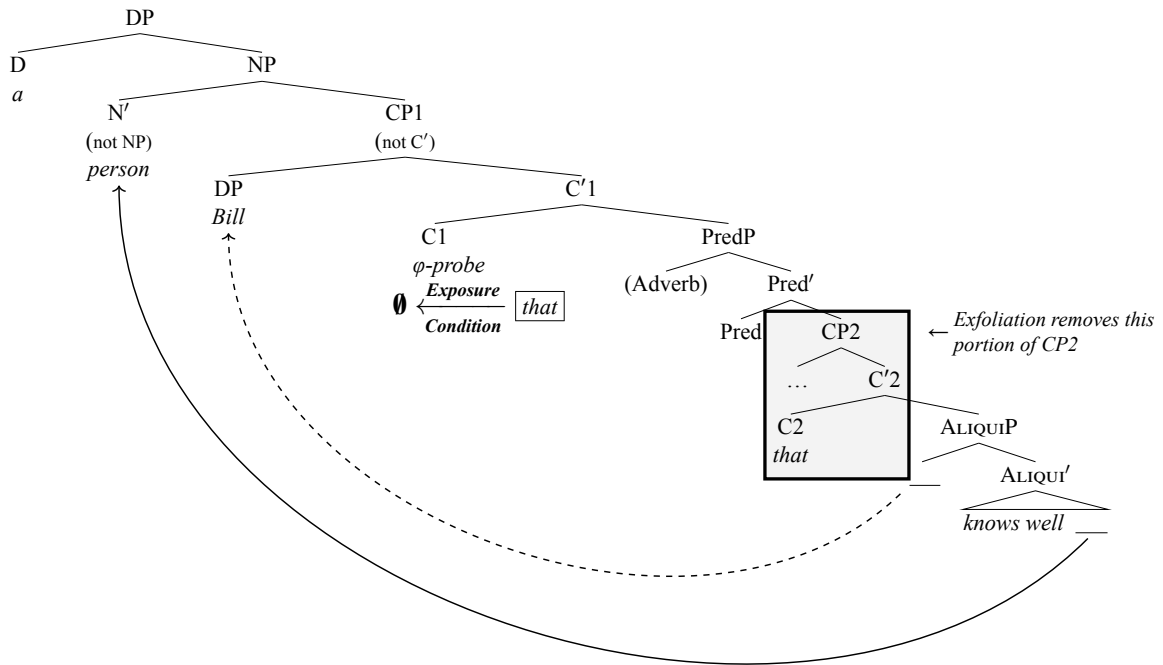 DP
D NP
a
N′ CP1
(not NP) (not C′)
person
DP C′1
Bill
C1 PredP
φ-probe
(Adverb) Pred′
∅ Exposure that
Condition
Pred CP2 ← Exfoliation removes this
portion of CP2
… C′2
C2 ALIQUIP
that
ALIQUI′
knows well